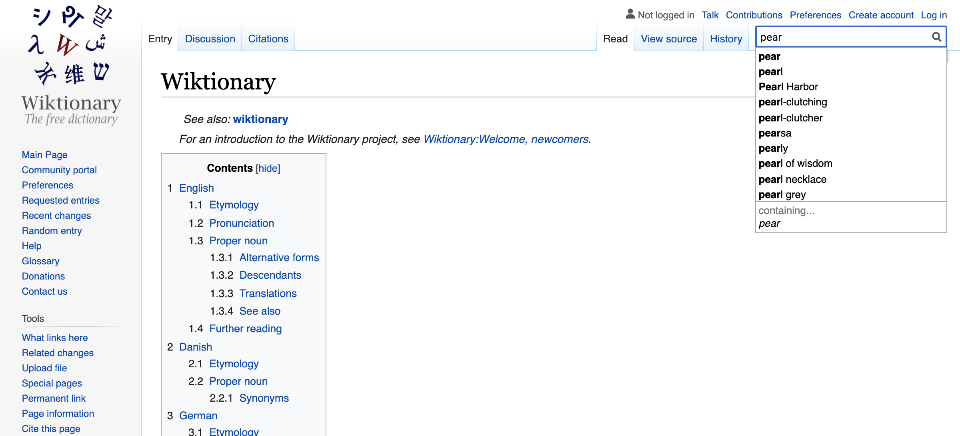 シ Ри 말
λ W ش
維 ש
Wiktionary
The free dictionary
Main Page
Community portal
Preferences
Requested entries
Recent changes
Random entry
Help
Glossary
Donations
Contact us
Tools
What links here
Related changes
Upload file
Special pages
Permanent link
Page information
Cite this page
Not logged in Talk Contributions Preferences Create account Log in
Entry Discussion Citations Read View source History
pear
pear
pearl
Pearl Harbor
pearl-clutching
pearl-clutcher
pearsa
pearly
pearl of wisdom
pearl necklace
pearl grey
containing...
pear
Wiktionary
See also: wiktionary
For an introduction to the Wiktionary project, see Wiktionary:Welcome, newcomers.
Contents [hide]
1 English
1.1 Etymology
1.2 Pronunciation
1.3 Proper noun
1.3.1 Alternative forms
1.3.2 Descendants
1.3.3 Translations
1.3.4 See also
1.4 Further reading
2 Danish
2.1 Etymology
2.2 Proper noun
2.2.1 Synonyms
3 German
3.1 Etymology